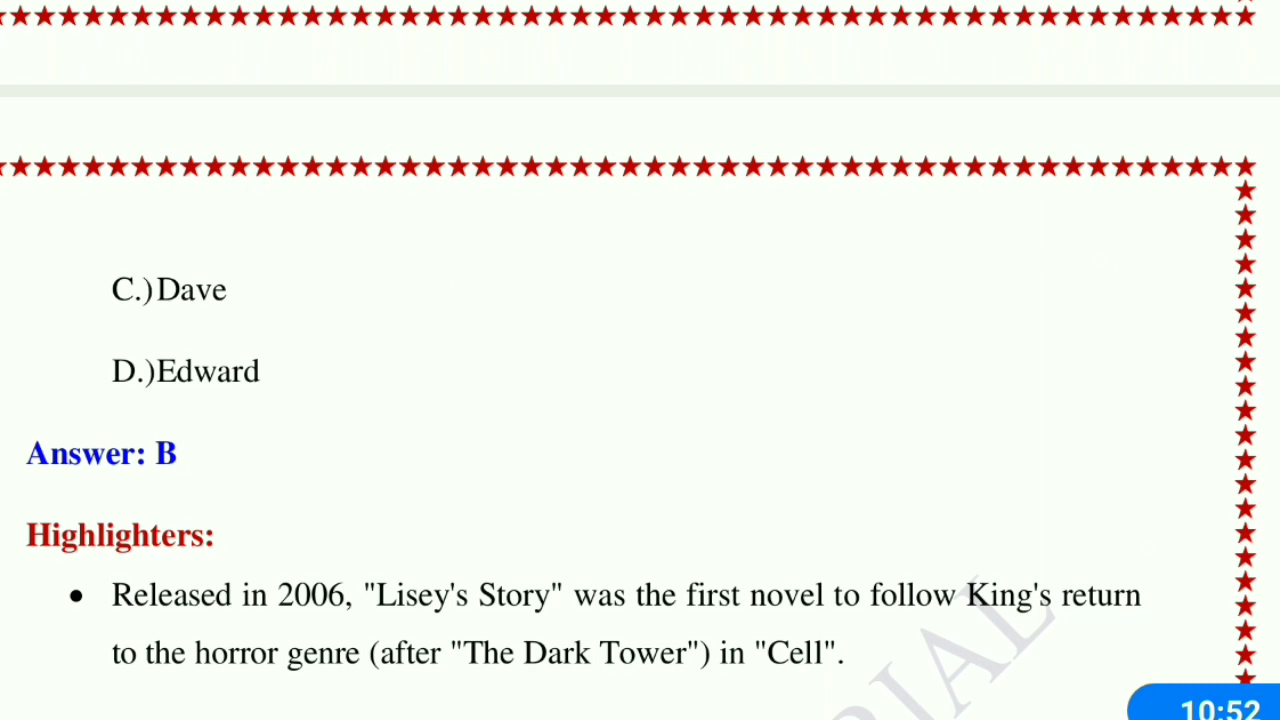 C.)Dave
D.)Edward
Answer: B
Highlighters:
• Released in 2006, "Lisey's Story" was the first novel to follow King's return
to the horror genre (after "The Dark Tower") in "Cell".
10:52